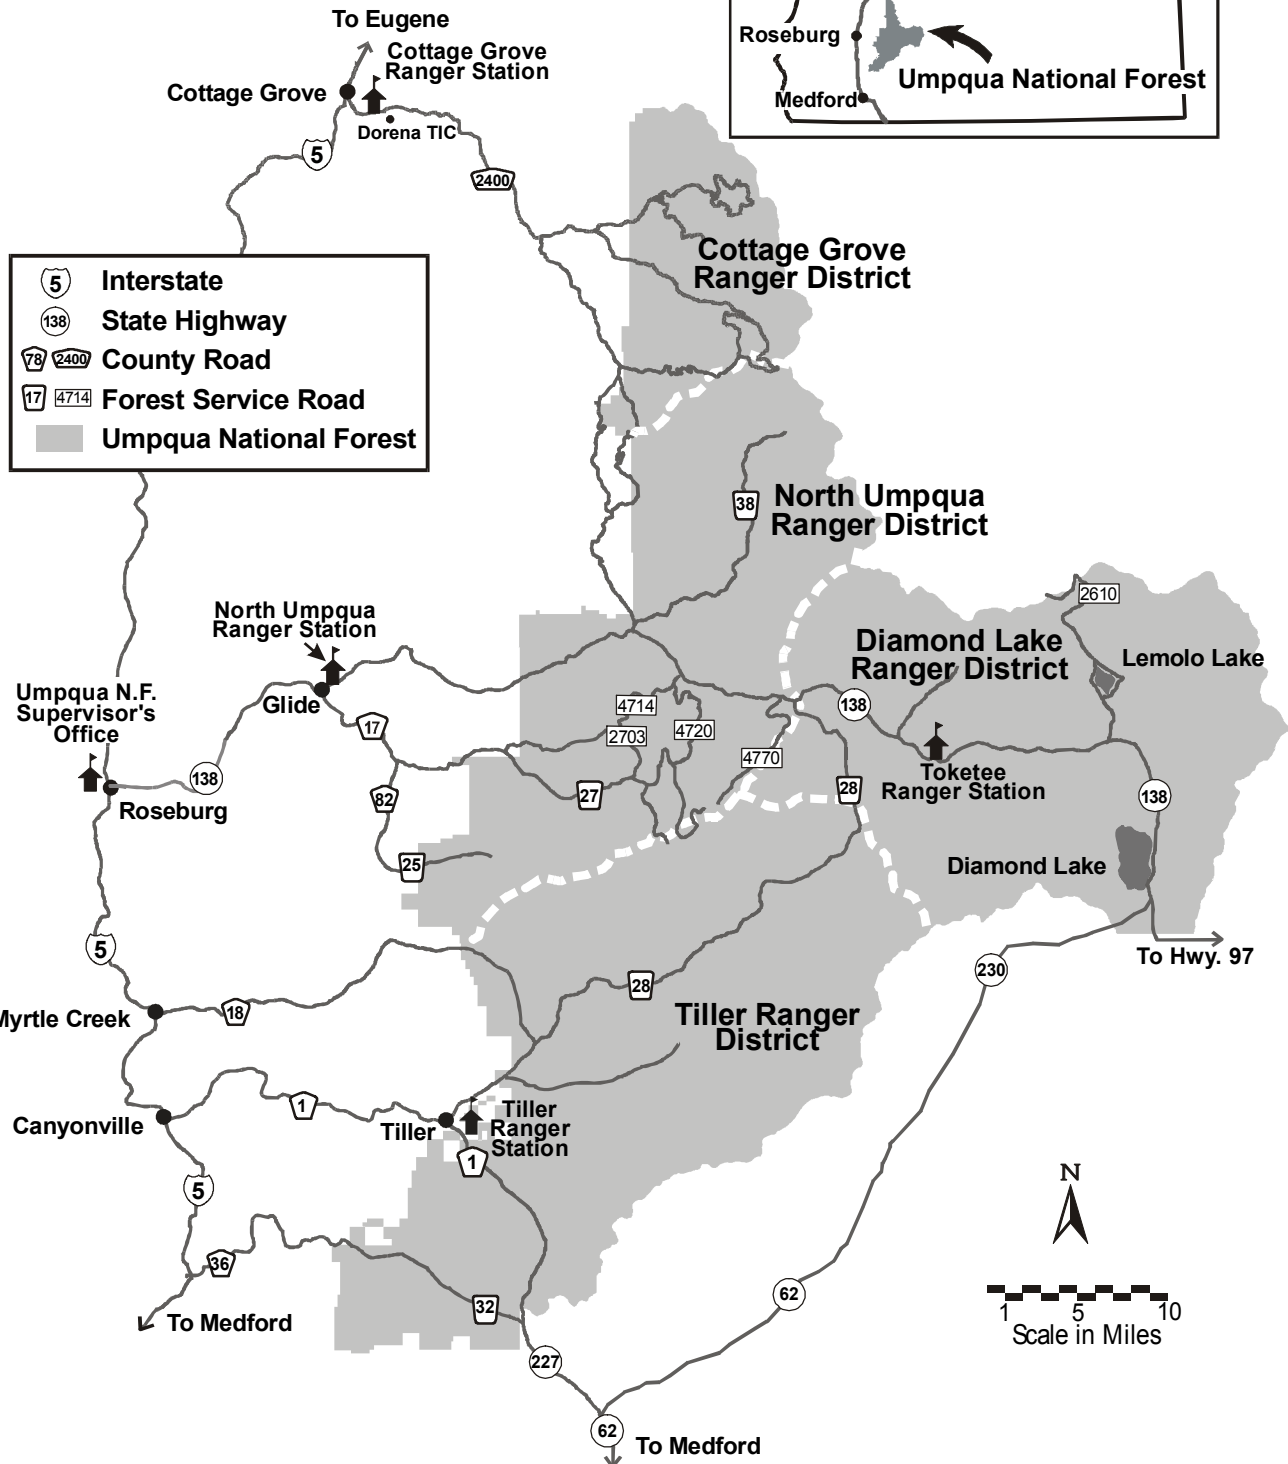 To Eugene
Cottage Grove
Ranger Station
Cottage Grove
Dorena TIC
5
2400
Roseburg
Umpqua National Forest
Medford
5 Interstate
138 State Highway
78 2400 County Road
17 4714 Forest Service Road
Umpqua National Forest
Cottage Grove
Ranger District
38
North Umpqua
Ranger District
North Umpqua
Ranger Station
Glide
17
Umpqua N.F.
Supervisor's
Office
138
Roseburg
82
25
27
4714
2703
4720
4770
28
138
Diamond Lake
Ranger District
2610
Lemolo Lake
Toketee
Ranger Station
138
Diamond Lake
To Hwy. 97
230
5
Myrtle Creek
18
28
Tiller Ranger
District
Canyonville
1
Tiller
Tiller
Ranger
Station
1
5
36
To Medford
32
227
62
62
To Medford
N
1 5 10
Scale in Miles